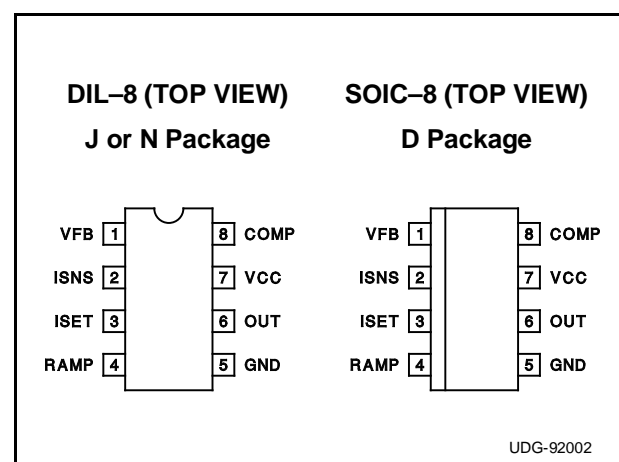 DIL–8 (TOP VIEW)
J or N Package
VFB 1 8 COMP
ISNS 2 7 VCC
ISET 3 6 OUT
RAMP 4 5 GND
SOIC–8 (TOP VIEW)
D Package
VFB 1 8 COMP
ISNS 2 7 VCC
ISET 3 6 OUT
RAMP 4 5 GND
UDG-92002